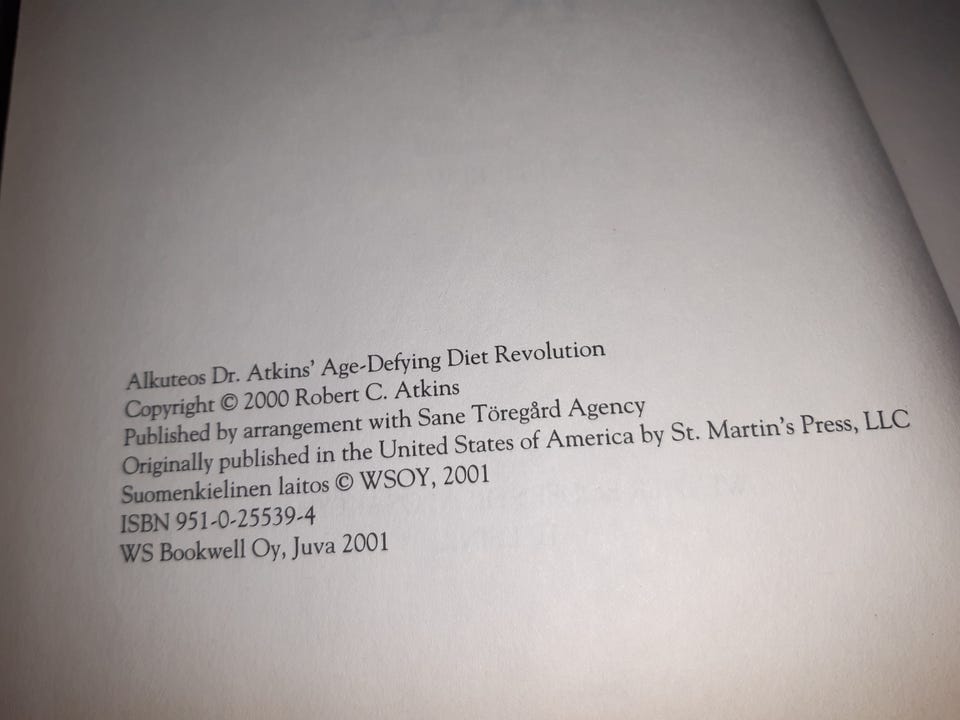 Alkuteos Dr. Atkins' Age-Defying Diet Revolution
Copyright © 2000 Robert C. Atkins
Published by arrangement with Sane Töregård Agency
Originally published in the United States of America by St. Martin's Press, LLC
Suomenkielinen laitos © WSOY, 2001
ISBN 951-0-25539-4
WS Bookwell Oy, Juva 2001